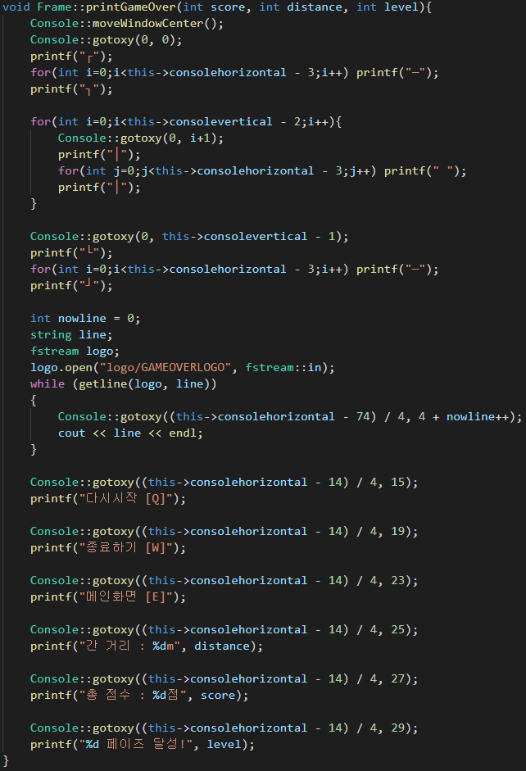 void Frame::printGameOver(int score, int distance, int level){
    Console::moveWindowCenter();
    Console::gotoxy(0, 0);
    printf("┌");
    for(int i=0;i<this->consolehorizontal - 3;i++) printf("─");
    printf("┐");

    for(int i=0;i<this->consolevertical - 2;i++){
        Console::gotoxy(0, i+1);
        printf("│");
        for(int j=0;j<this->consolehorizontal - 3;j++) printf(" ");
        printf("│");
    }

    Console::gotoxy(0, this->consolevertical - 1);
    printf("└");
    for(int i=0;i<this->consolehorizontal - 3;i++) printf("─");
    printf("┘");

    int nowline = 0;
    string line;
    fstream logo;
    logo.open("logo/GAMEOVERLOGO", fstream::in);
    while (getline(logo, line))
    {
        Console::gotoxy((this->consolehorizontal - 74) / 4, 4 + nowline++);
        cout << line << endl;
    }

    Console::gotoxy((this->consolehorizontal - 14) / 4, 15);
    printf("다시시작 [Q]");

    Console::gotoxy((this->consolehorizontal - 14) / 4, 19);
    printf("종료하기 [W]");

    Console::gotoxy((this->consolehorizontal - 14) / 4, 23);
    printf("메인화면 [E]");

    Console::gotoxy((this->consolehorizontal - 14) / 4, 25);
    printf("간 거리 : %dm", distance);

    Console::gotoxy((this->consolehorizontal - 14) / 4, 27);
    printf("총 점수 : %d점", score);

    Console::gotoxy((this->consolehorizontal - 14) / 4, 29);
    printf("%d 페이즈 달성!", level);
}